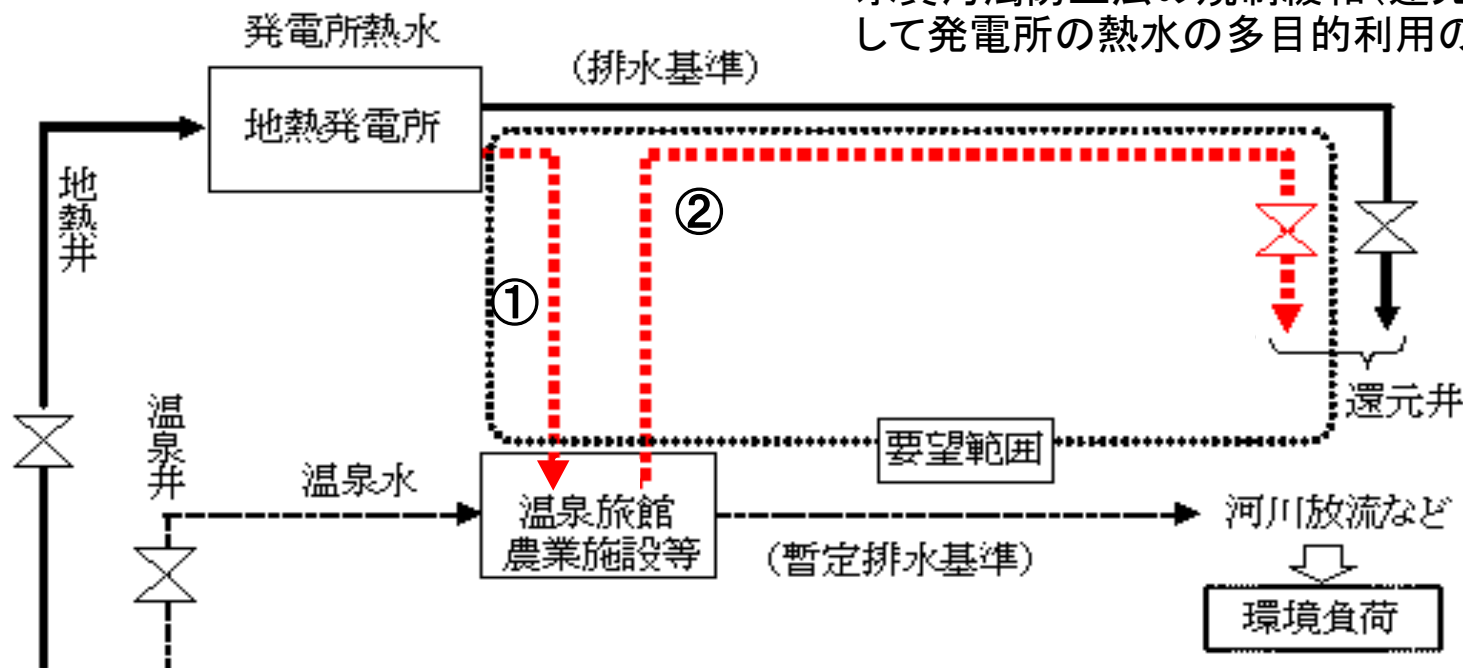 して発電所の熱水の多目的利用の
発電所熱水
(排水基準)
地熱発電所
地熱井
②
①
還元井
要望範囲
温泉井
温泉水
温泉旅館
農業施設等
(暫定排水基準)
河川放流など
環境負荷